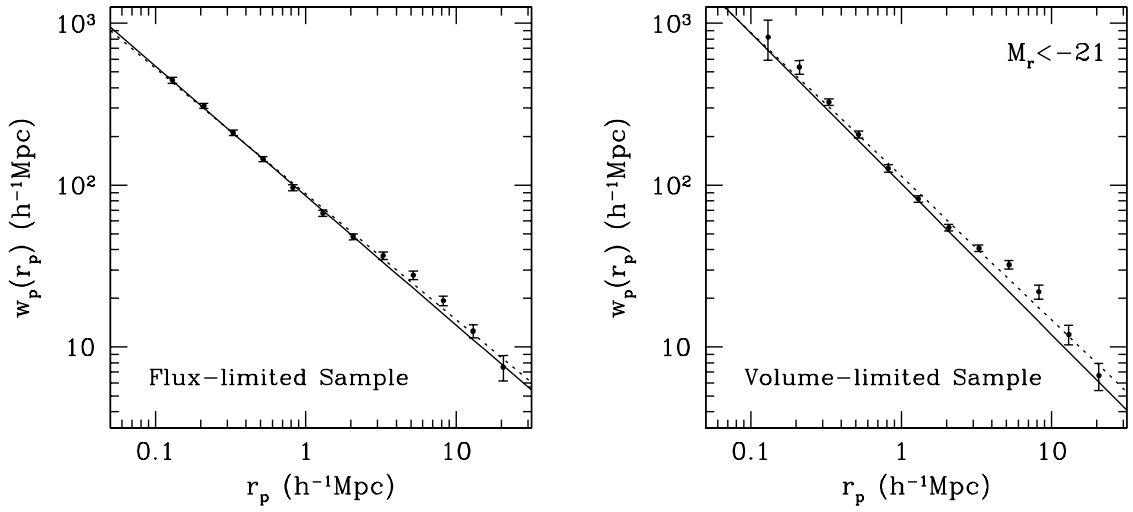 10³
10²
10
w_p(r_p) (h⁻¹Mpc)
Flux-limited Sample
0.1 1 10
r_p (h⁻¹Mpc)
10³
10²
10
w_p(r_p) (h⁻¹Mpc)
M_r<-21
Volume-limited Sample
0.1 1 10
r_p (h⁻¹Mpc)